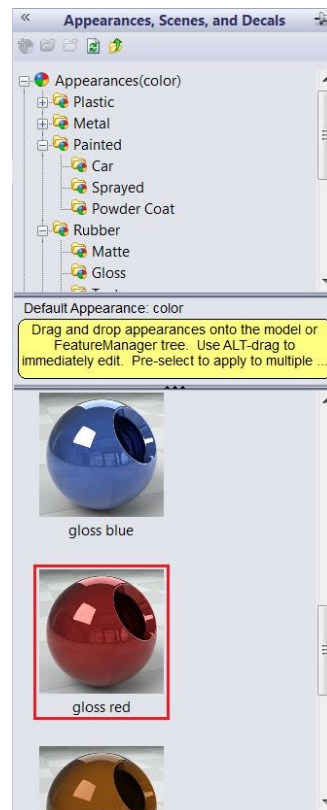 Appearances, Scenes, and Decals
Appearances(color)
Plastic
Metal
Painted
Car
Sprayed
Powder Coat
Rubber
Matte
Gloss
Default Appearance: color
Drag and drop appearances onto the model or
FeatureManager tree. Use ALT-drag to
immediately edit. Pre-select to apply to multiple ...
gloss blue
gloss red